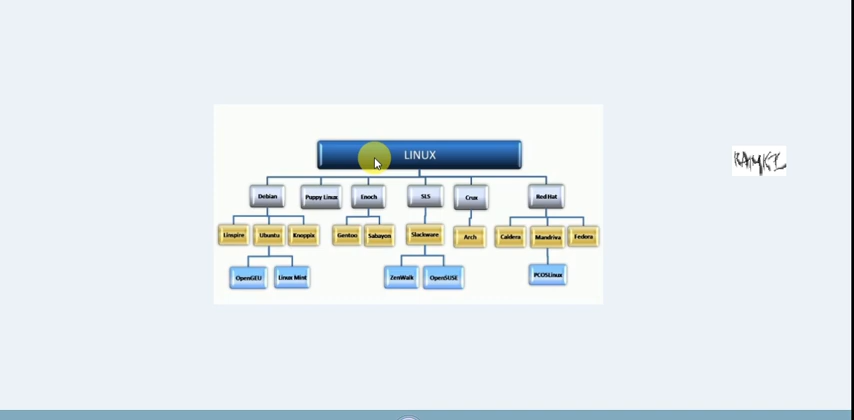 LINUX
Debian Puppy Linux Enoch SLS Crux Red Hat
Linspire Ubuntu Knoppix Gentoo Sabayon Slackware Arch Caldera Mandriva Fedora
OpenGEU Linux Mint ZenWalk OpenSUSE PCOSLinux